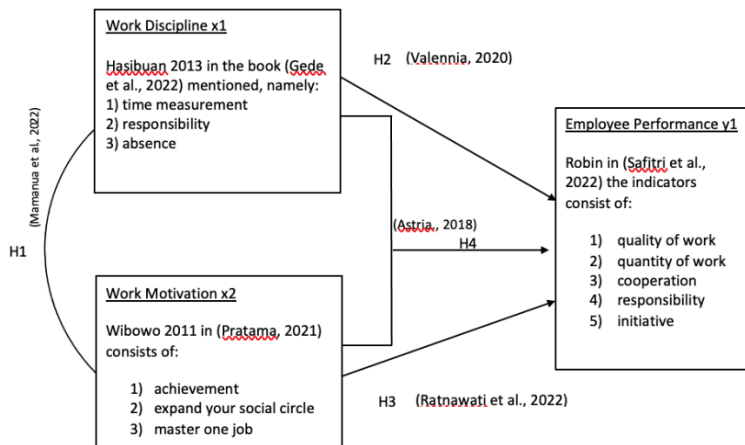 Work Discipline x1
Hasibuan 2013 in the book (Gede
et al., 2022) mentioned, namely:
1) time measurement
2) responsibility
3) absence
H2 (Valennia, 2020)
(Mamanua et al, 2022)
H1
Employee Performance y1
Robin in (Safitri et al.,
2022) the indicators
consist of:
1) quality of work
2) quantity of work
3) cooperation
4) responsibility
5) initiative
(Astria., 2018)
H4
Work Motivation x2
Wibowo 2011 in (Pratama, 2021)
consists of:
1) achievement
2) expand your social circle
3) master one job
H3 (Ratnawati et al., 2022)